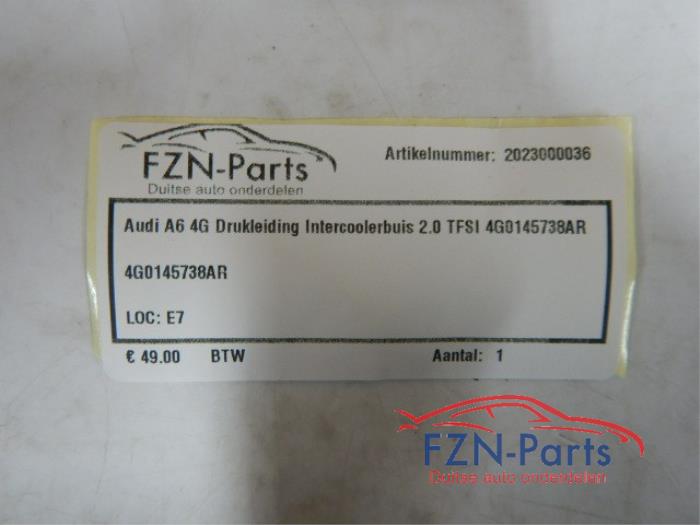 FZN-Parts
Duitse auto onderdelen
Artikelnummer: 2023000036
Audi A6 4G Drukleiding Intercoolerbuis 2.0 TFSI 4G0145738AR
4G0145738AR
LOC: E7
€ 49.00 BTW Aantal: 1
FZN-Parts
Duitse auto onderdelen